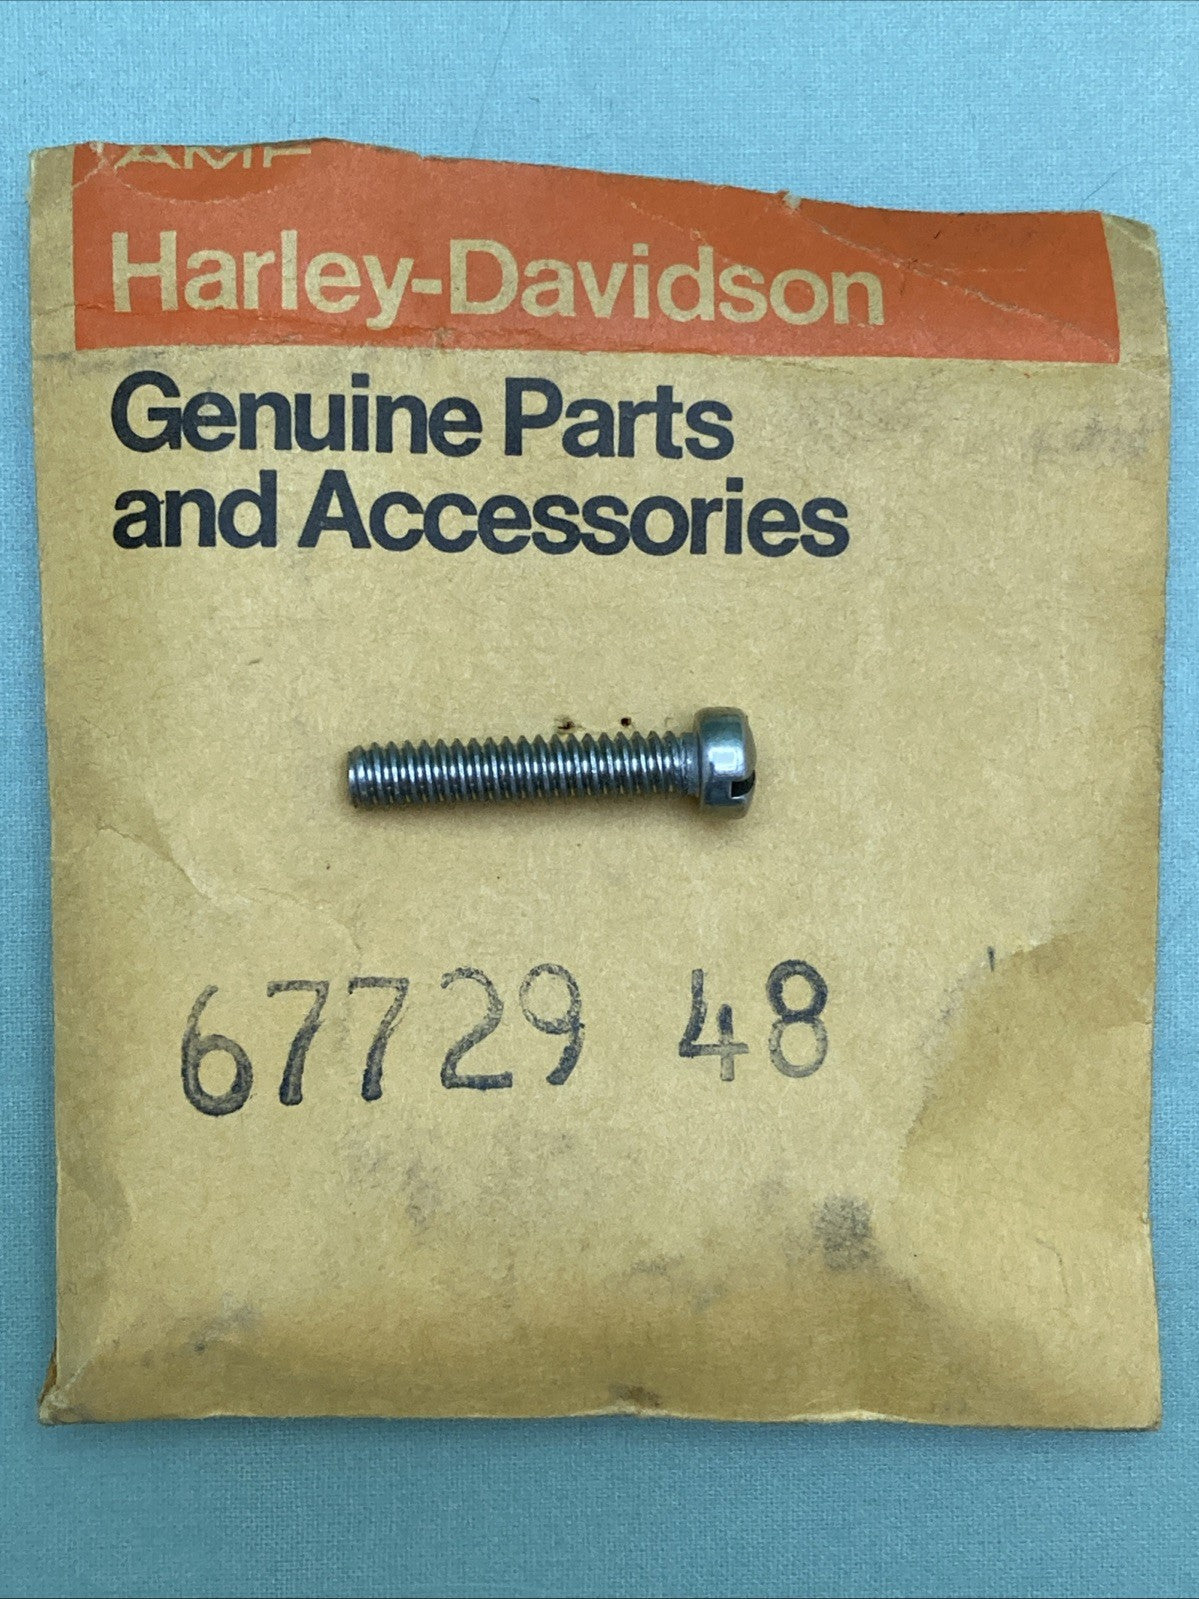 AMF
Harley-Davidson
Genuine Parts
and Accessories
67729 48